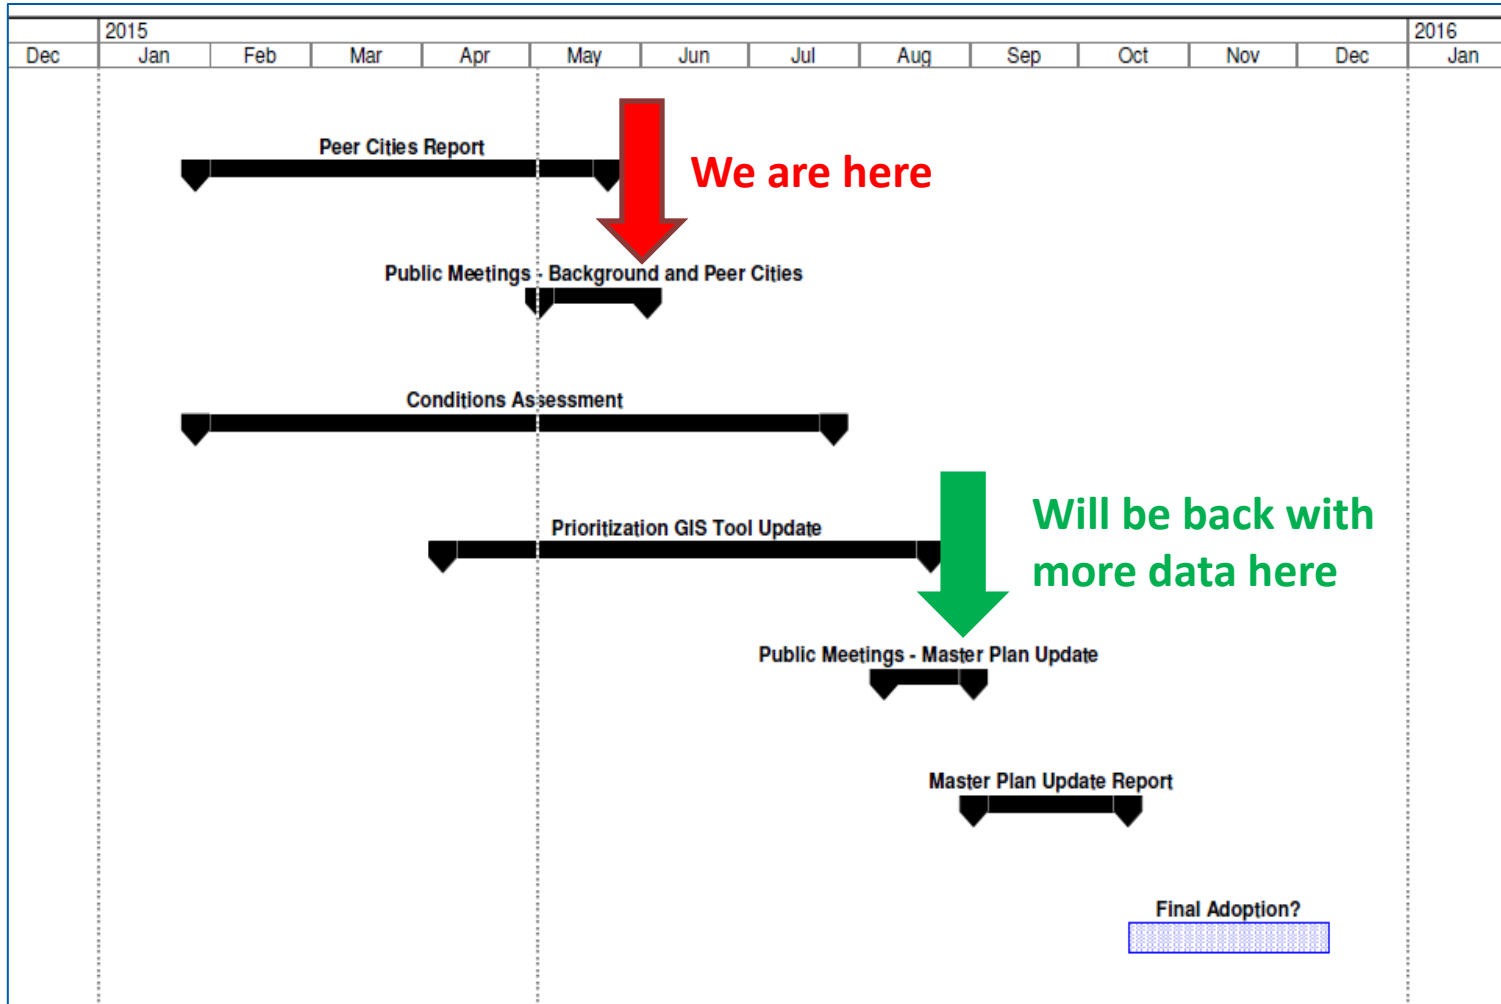 2015 2016
Dec Jan Feb Mar Apr May Jun Jul Aug Sep Oct Nov Dec Jan
Peer Cities Report
We are here
Public Meetings - Background and Peer Cities
Conditions Assessment
Will be back with
more data here
Prioritization GIS Tool Update
Public Meetings - Master Plan Update
Master Plan Update Report
Final Adoption?